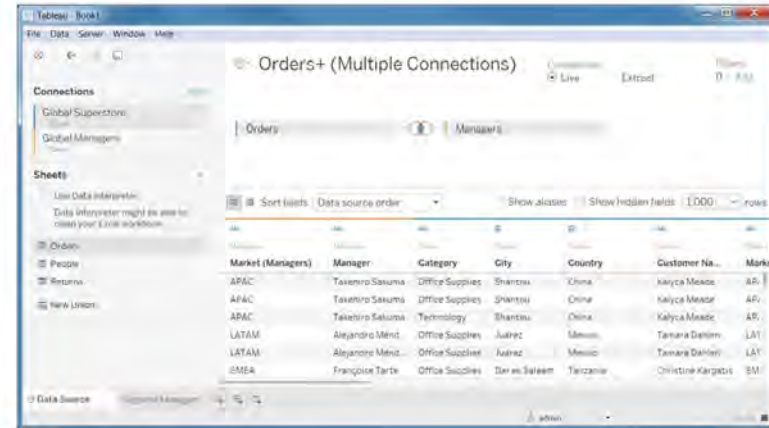 Tableau - Book1
File Data Server Window Help
Orders+ (Multiple Connections)
Live Extract
Connections
Global Superstore
Global Managers
Orders Managers
Sheets
Use Data Interpreter
Data Interpreter might be able to
clean your Excel workbook.
Orders
People
Returns
New Union
Sort fields Data source order Show aliases Show hidden fields 1,000 rows
Market (Managers) Manager Category City Country Customer Na...
APAC Takehiro Sakuma Office Supplies Shantou China Kalyca Meade
APAC Takehiro Sakuma Office Supplies Shantou China Kalyca Meade
APAC Takehiro Sakuma Technology Shantou China Kalyca Meade
LATAM Alejandro Ménd... Office Supplies Juárez Mexico Tamara Dahlen
LATAM Alejandro Ménd... Office Supplies Juárez Mexico Tamara Dahlen
EMEA Françoise Tarte Office Supplies Dar es Salaam Tanzania Christine Kargatis
Data Source
admin